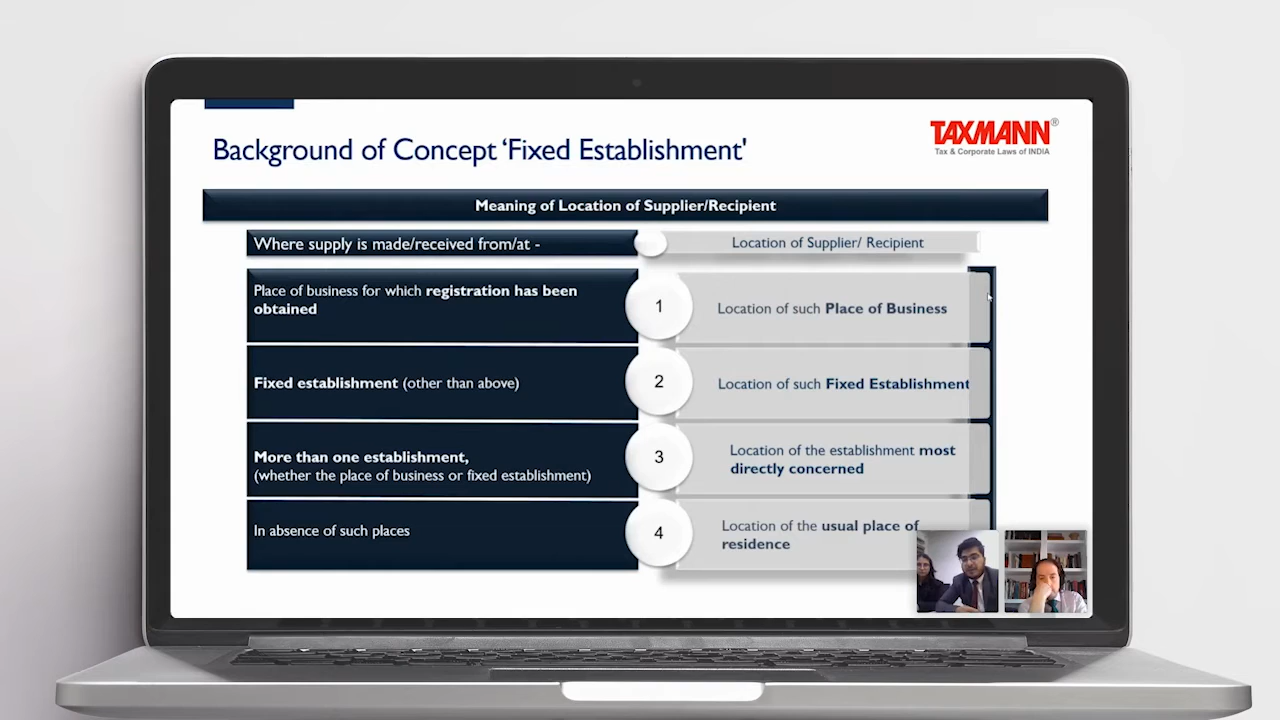 Background of Concept ‘Fixed Establishment'
TAXMANN®
Tax & Corporate Laws of INDIA
Meaning of Location of Supplier/Recipient
Where supply is made/received from/at -
Location of Supplier/ Recipient
Place of business for which registration has been
obtained
1
Location of such Place of Business
Fixed establishment (other than above)
2
Location of such Fixed Establishment
More than one establishment,
(whether the place of business or fixed establishment)
3
Location of the establishment most
directly concerned
In absence of such places
4
Location of the usual place of
residence